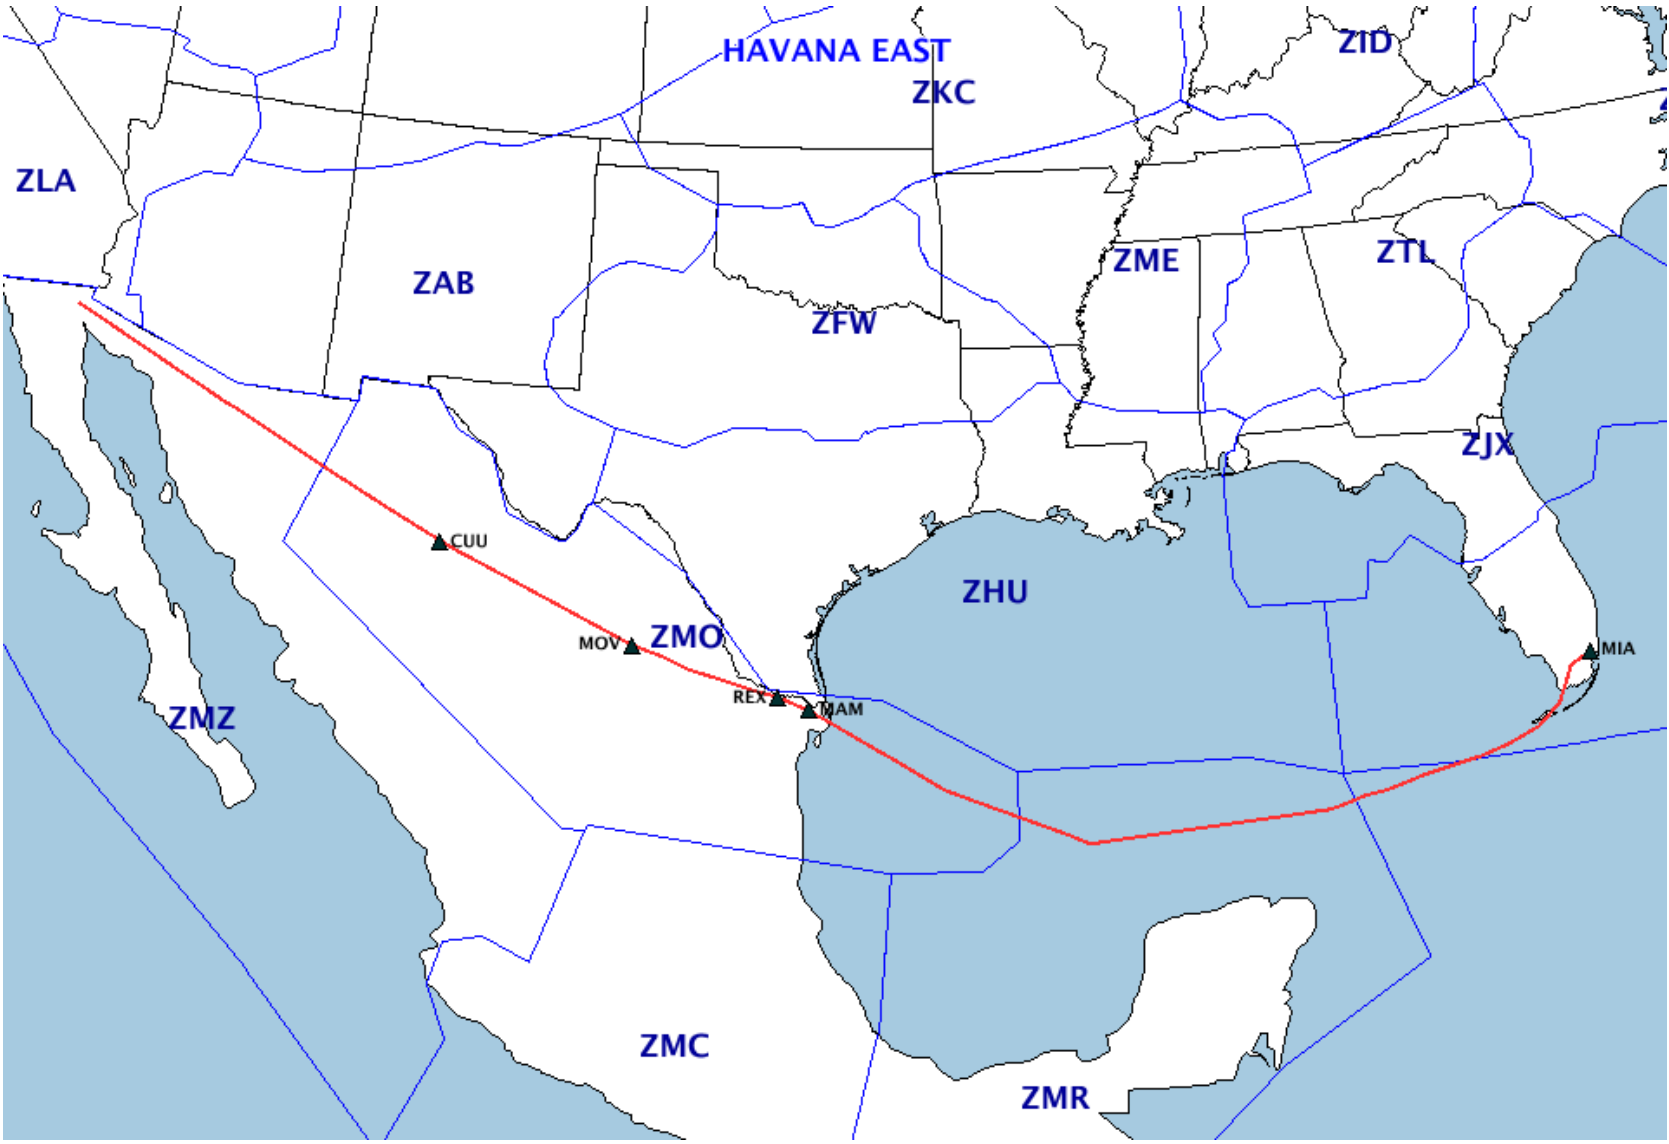 HAVANA EAST
ZID
ZKC
Z
ZLA
ZAB
ZME
ZTL
ZFW
ZJX
CUU
ZHU
MOV
ZMO
MIA
REX
MAM
ZMZ
ZMC
ZMR